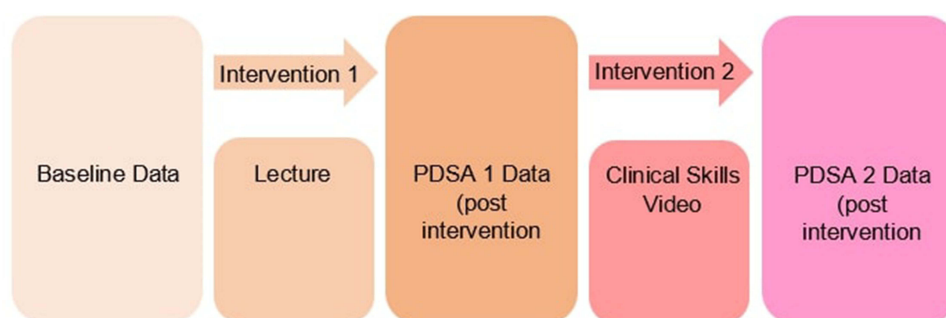 Baseline Data
Intervention 1
Lecture
PDSA 1 Data
(post
intervention
Intervention 2
Clinical Skills
Video
PDSA 2 Data
(post
intervention